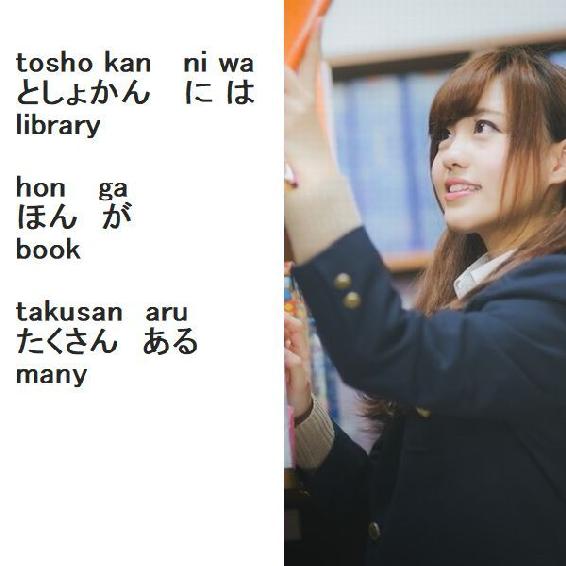 tosho kan ni wa
としょかん に は
library
hon ga
ほん が
book
takusan aru
たくさん ある
many